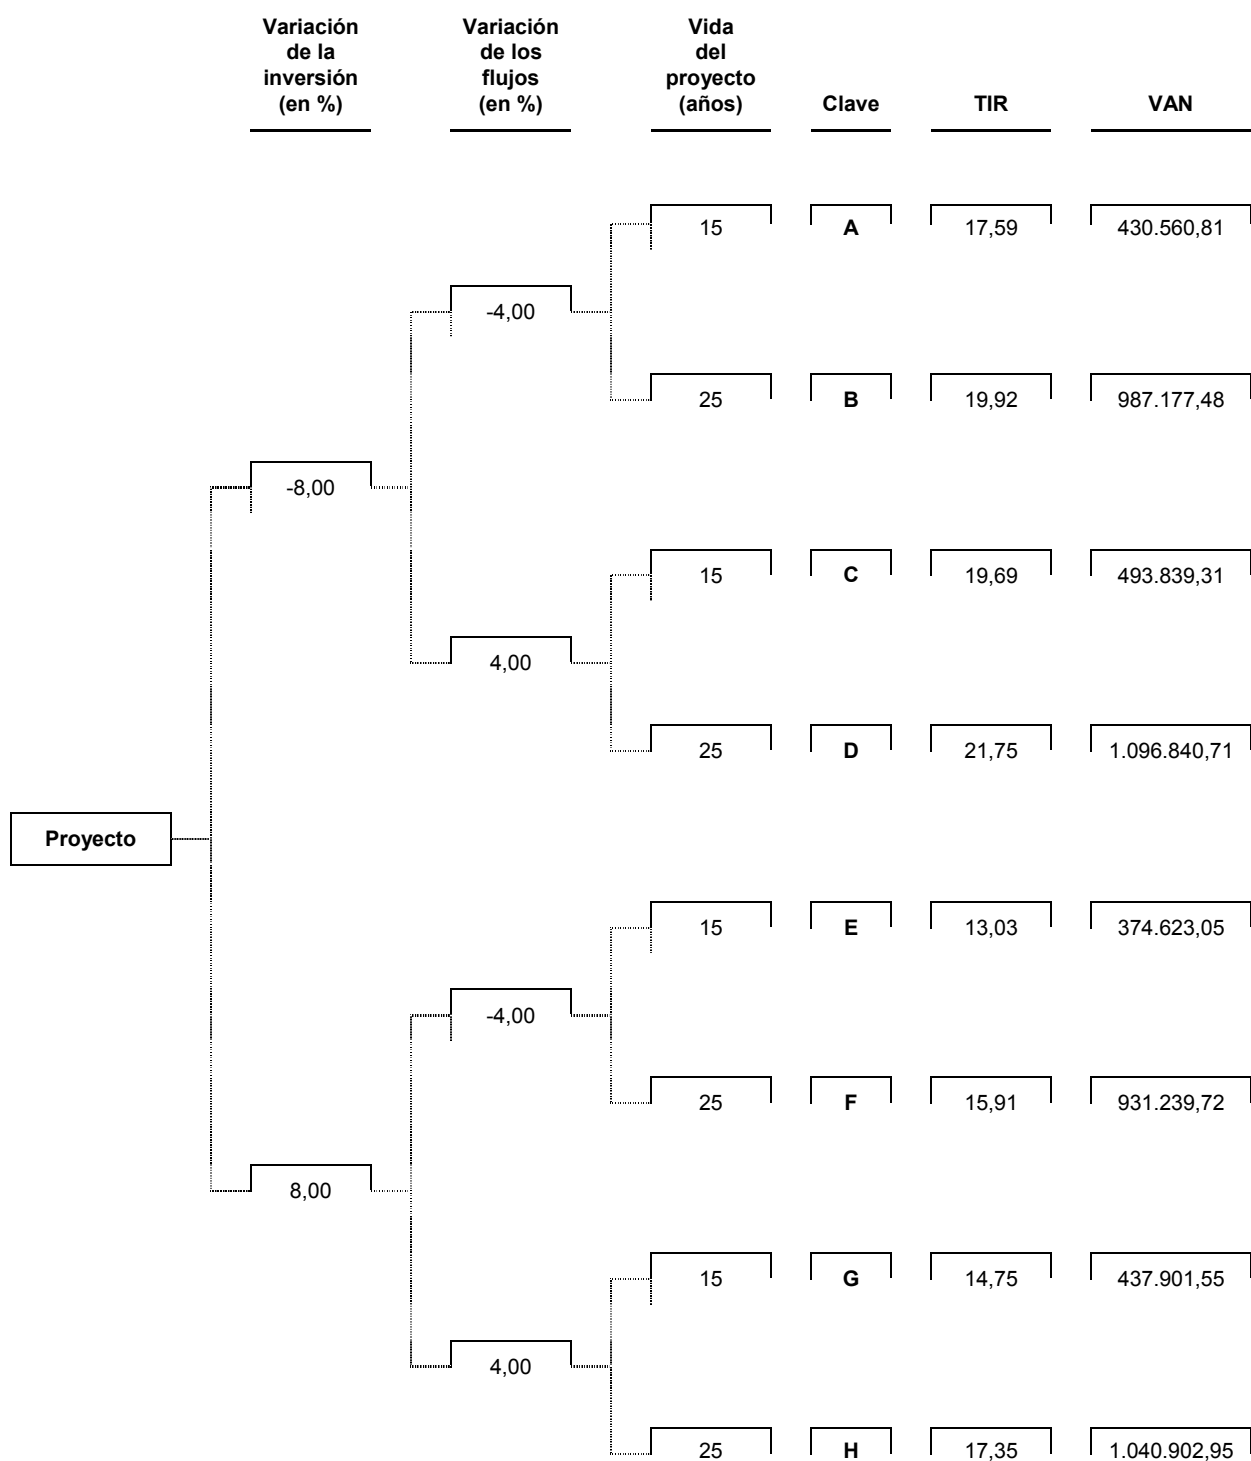 Variación de la inversión (en %)
Variación de los flujos (en %)
Vida del proyecto (años)
Clave
TIR
VAN
15 A 17,59 430.560,81
-4,00
25 B 19,92 987.177,48
-8,00
15 C 19,69 493.839,31
4,00
25 D 21,75 1.096.840,71
Proyecto
15 E 13,03 374.623,05
-4,00
25 F 15,91 931.239,72
8,00
15 G 14,75 437.901,55
4,00
25 H 17,35 1.040.902,95